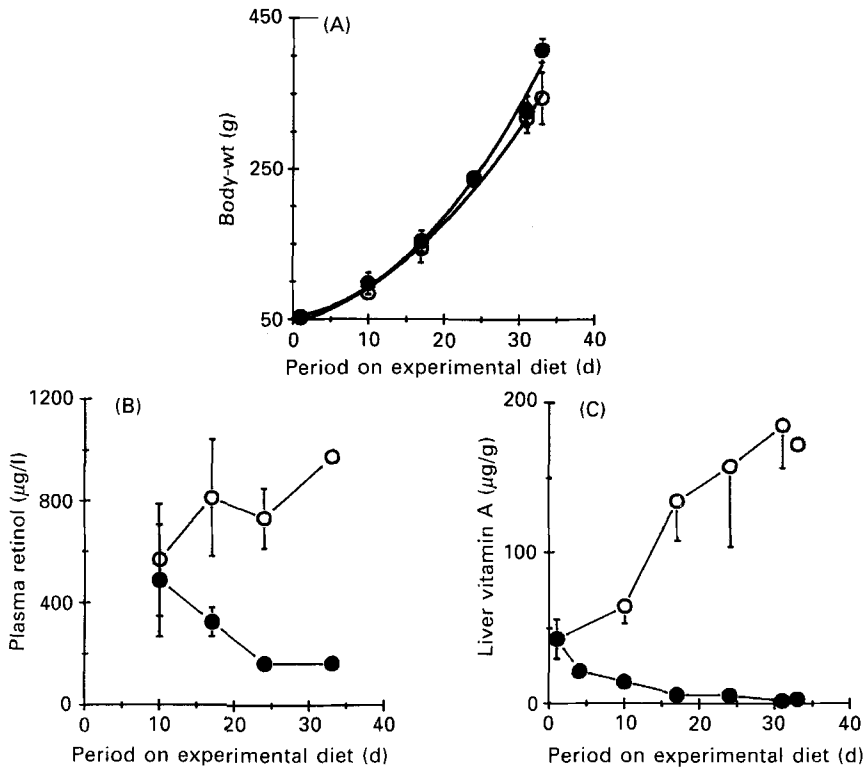 (A)
450
250
50
Body-wt (g)
0 10 20 30 40
Period on experimental diet (d)
(B)
1200
800
400
0
Plasma retinol (μg/l)
0 10 20 30 40
Period on experimental diet (d)
(C)
200
100
0
Liver vitamin A (μg/g)
0 10 20 30 40
Period on experimental diet (d)